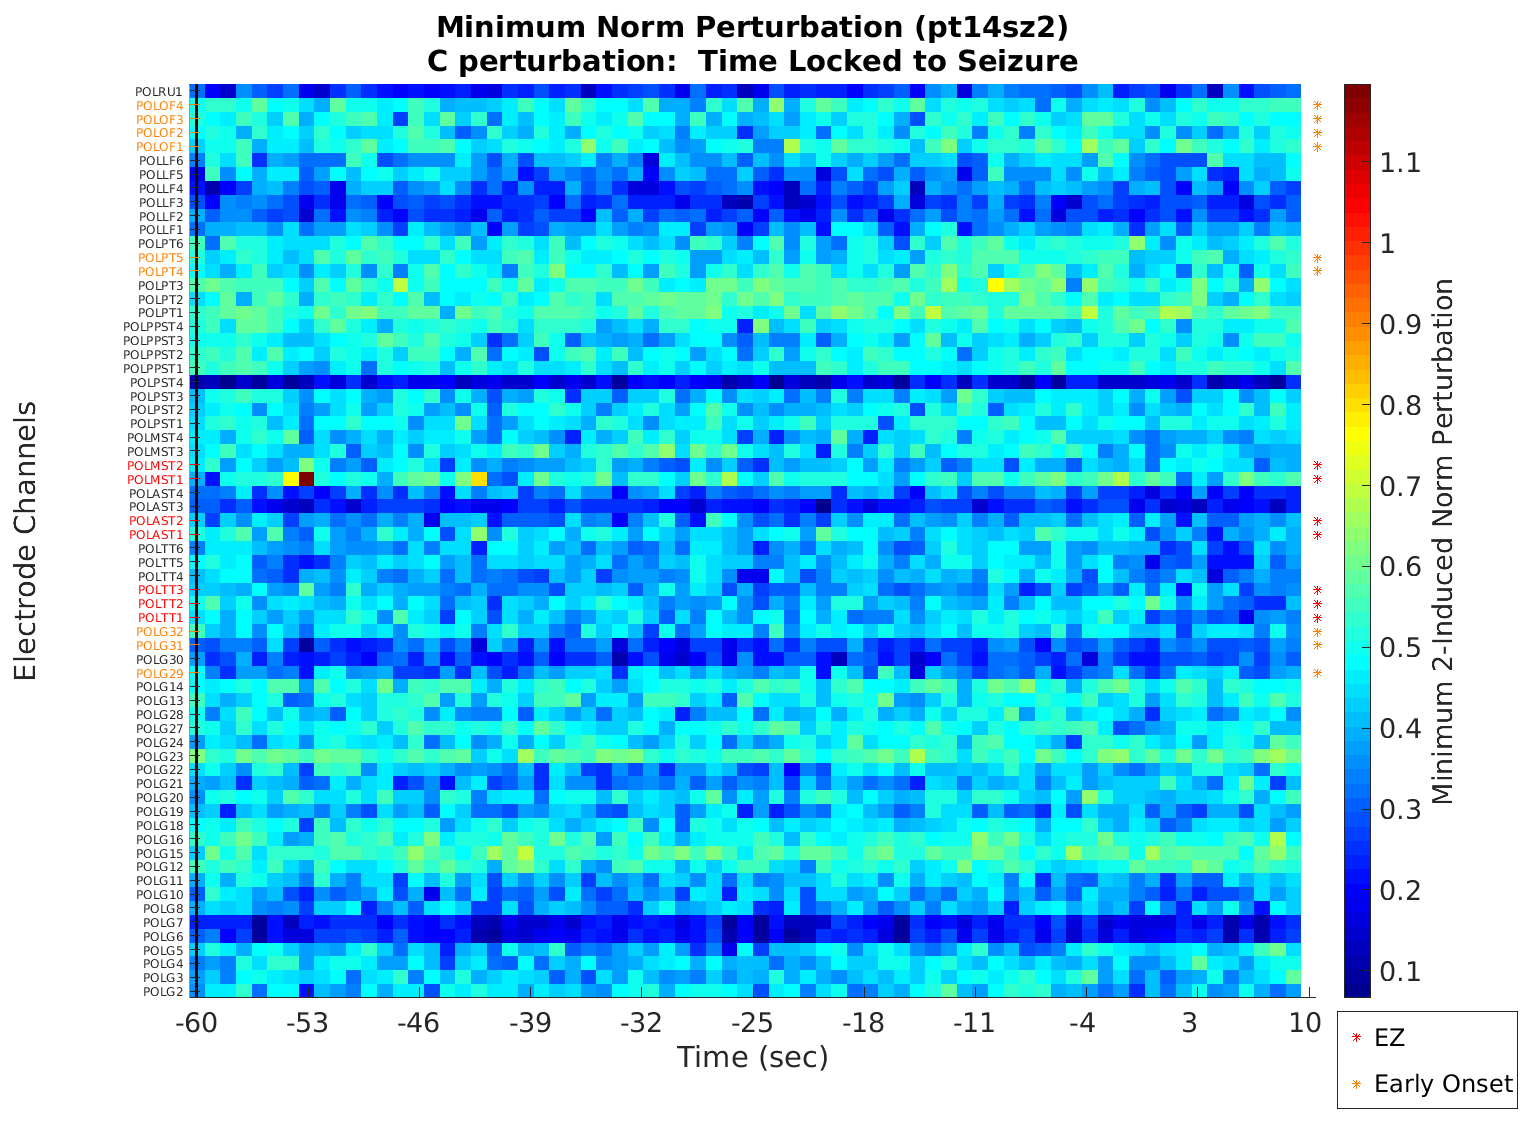 Minimum Norm Perturbation (pt14sz2)
C perturbation:  Time Locked to Seizure
Electrode Channels
POLRU1
POLOF4
POLOF3
POLOF2
POLOF1
POLLF6
POLLF5
POLLF4
POLLF3
POLLF2
POLLF1
POLPT6
POLPT5
POLPT4
POLPT3
POLPT2
POLPT1
POLPPST4
POLPPST3
POLPPST2
POLPPST1
POLPST4
POLPST3
POLPST2
POLPST1
POLMST4
POLMST3
POLMST2
POLMST1
POLAST4
POLAST3
POLAST2
POLAST1
POLTT6
POLTT5
POLTT4
POLTT3
POLTT2
POLTT1
POLG32
POLG31
POLG30
POLG29
POLG14
POLG13
POLG28
POLG27
POLG24
POLG23
POLG22
POLG21
POLG20
POLG19
POLG18
POLG16
POLG15
POLG12
POLG11
POLG10
POLG8
POLG7
POLG6
POLG5
POLG4
POLG3
POLG2
-60 -53 -46 -39 -32 -25 -18 -11 -4 3 10
Time (sec)
1.1
1
0.9
0.8
0.7
0.6
0.5
0.4
0.3
0.2
0.1
Minimum 2-Induced Norm Perturbation
EZ
Early Onset